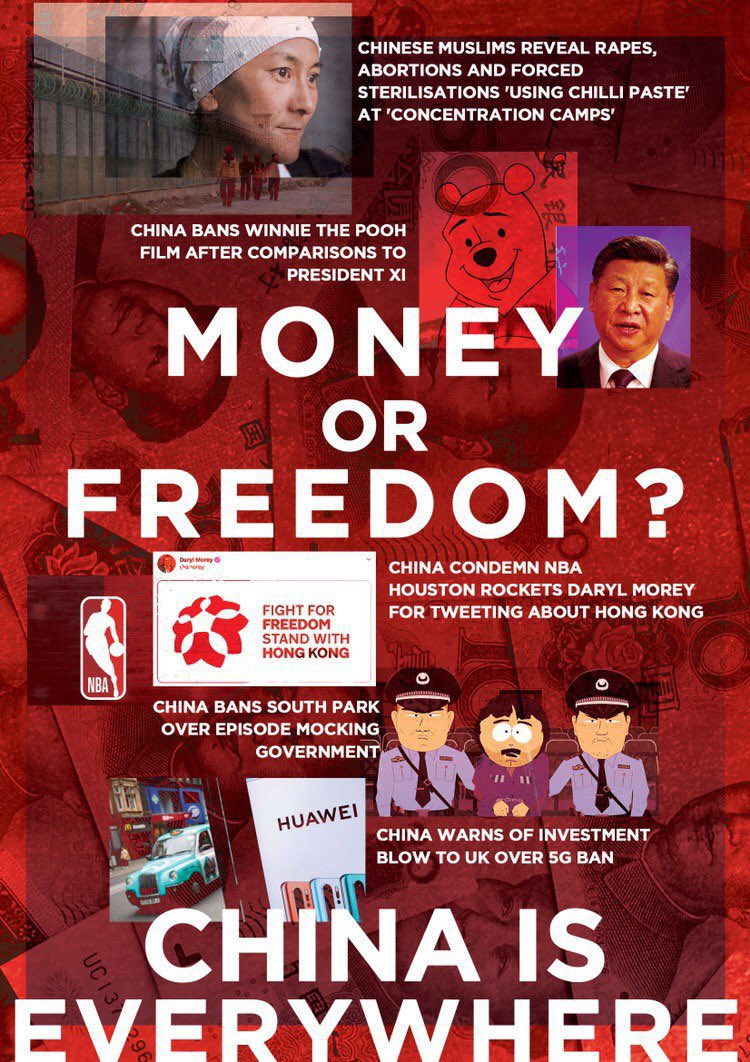 CHINESE MUSLIMS REVEAL RAPES,
ABORTIONS AND FORCED
STERILISATIONS 'USING CHILLI PASTE'
AT 'CONCENTRATION CAMPS'
CHINA BANS WINNIE THE POOH
FILM AFTER COMPARISONS TO
PRESIDENT XI
MONEY
OR
FREEDOM?
Daryl Morey
CHINA CONDEMN NBA
HOUSTON ROCKETS DARYL MOREY
FOR TWEETING ABOUT HONG KONG
FIGHT FOR
FREEDOM
STAND WITH
HONG KONG
NBA
CHINA BANS SOUTH PARK
OVER EPISODE MOCKING
GOVERNMENT
HUAWEI
CHINA WARNS OF INVESTMENT
BLOW TO UK OVER 5G BAN
CHINA IS
EVERYWHERE